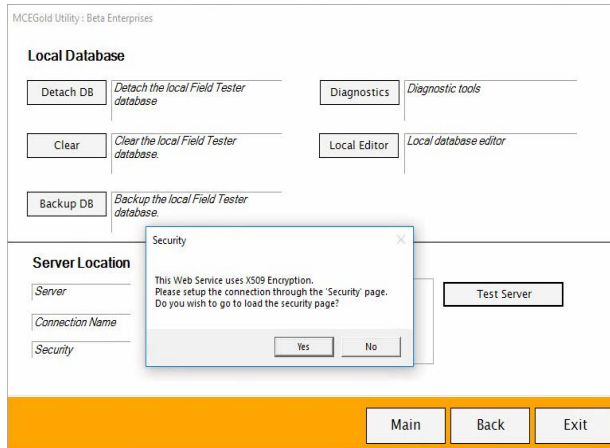 MCEGold Utility : Beta Enterprises
Local Database
Detach DB
Detach the local Field Tester
database
Diagnostics
Diagnostic tools
Clear
Clear the local Field Tester
database.
Local Editor
Local database editor
Backup DB
Backup the local Field Tester
database.
Security
This Web Service uses X509 Encryption.
Please setup the connection through the 'Security' page.
Do you wish to go to load the security page?
Yes
No
Server Location
Server
Connection Name
Security
Test Server
Main
Back
Exit